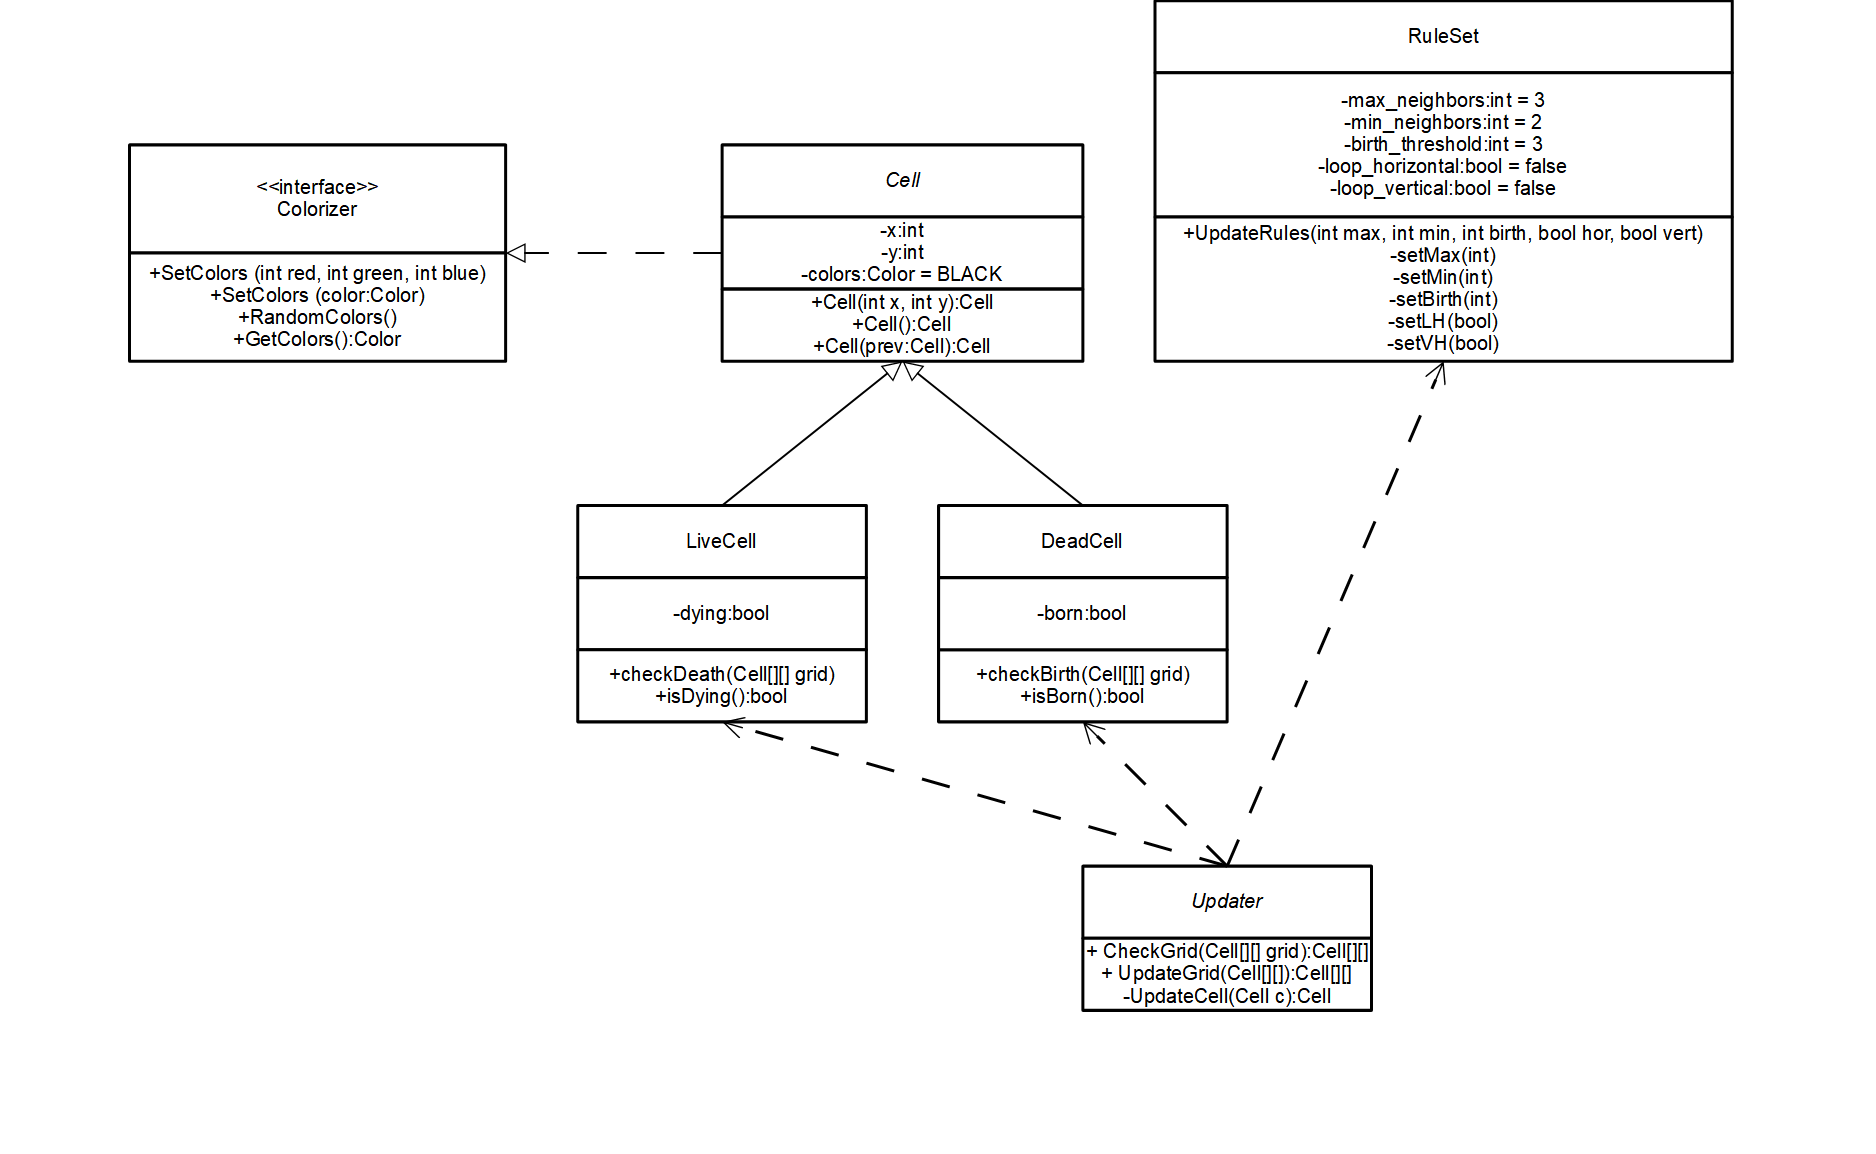 RuleSet
-max_neighbors:int = 3
-min_neighbors:int = 2
-birth_threshold:int = 3
-loop_horizontal:bool = false
-loop_vertical:bool = false
+UpdateRules(int max, int min, int birth, bool hor, bool vert)
-setMax(int)
-setMin(int)
-setBirth(int)
-setLH(bool)
-setVH(bool)
<<interface>>
Colorizer
+SetColors (int red, int green, int blue)
+SetColors (color:Color)
+RandomColors()
+GetColors():Color
Cell
-x:int
-y:int
-colors:Color = BLACK
+Cell(int x, int y):Cell
+Cell():Cell
+Cell(prev:Cell):Cell
LiveCell
-dying:bool
+checkDeath(Cell[][] grid)
+isDying():bool
DeadCell
-born:bool
+checkBirth(Cell[][] grid)
+isBorn():bool
Updater
+ CheckGrid(Cell[][] grid):Cell[][]
+ UpdateGrid(Cell[][]):Cell[][]
-UpdateCell(Cell c):Cell